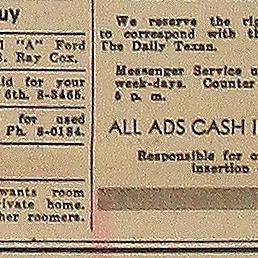 uy
l "A" Ford
S. Ray Cox.
id for your
6th. 8-3465.
for used
Ph. 8-0184.
wants room
rivate home.
her roomers.
We reserve the rig
to correspond with th
The Daily Texan.
Messenger Service
week-days. Counter
6 p. m.
ALL ADS CASH I
Responsible for o
insertion